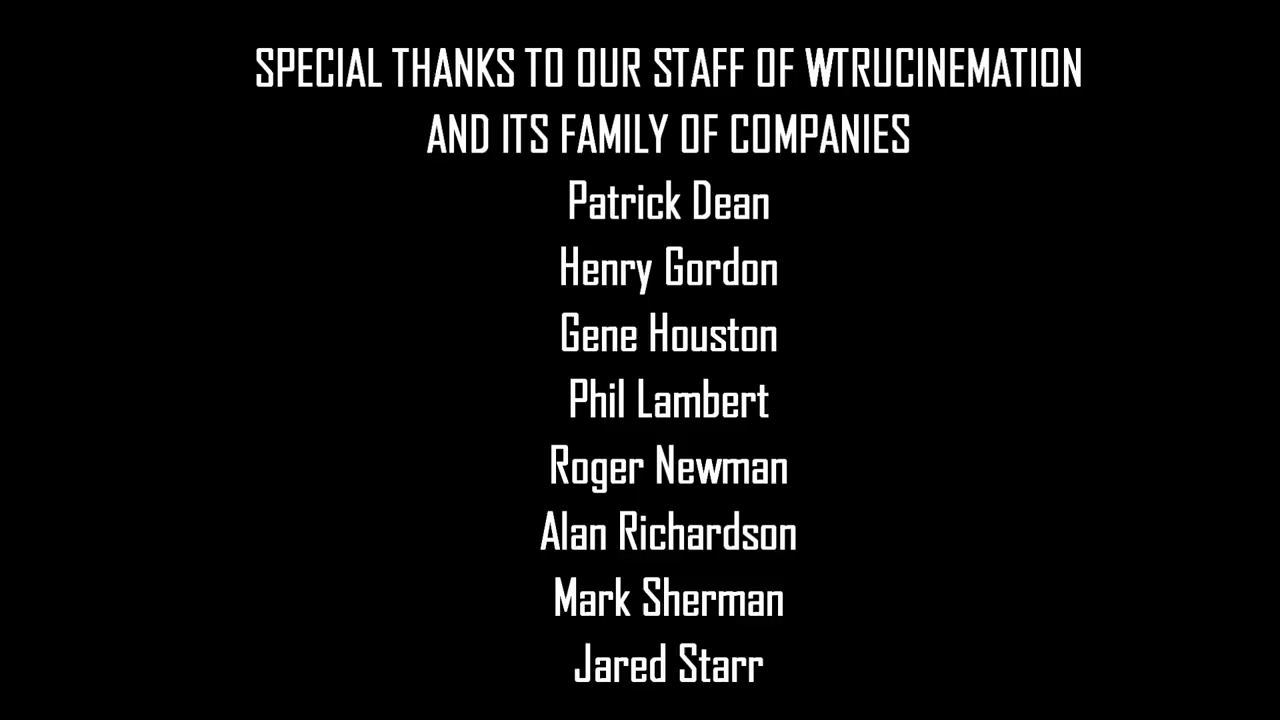 SPECIAL THANKS TO OUR STAFF OF WTRUCINEMATION
AND ITS FAMILY OF COMPANIES
Patrick Dean
Henry Gordon
Gene Houston
Phil Lambert
Roger Newman
Alan Richardson
Mark Sherman
Jared Starr